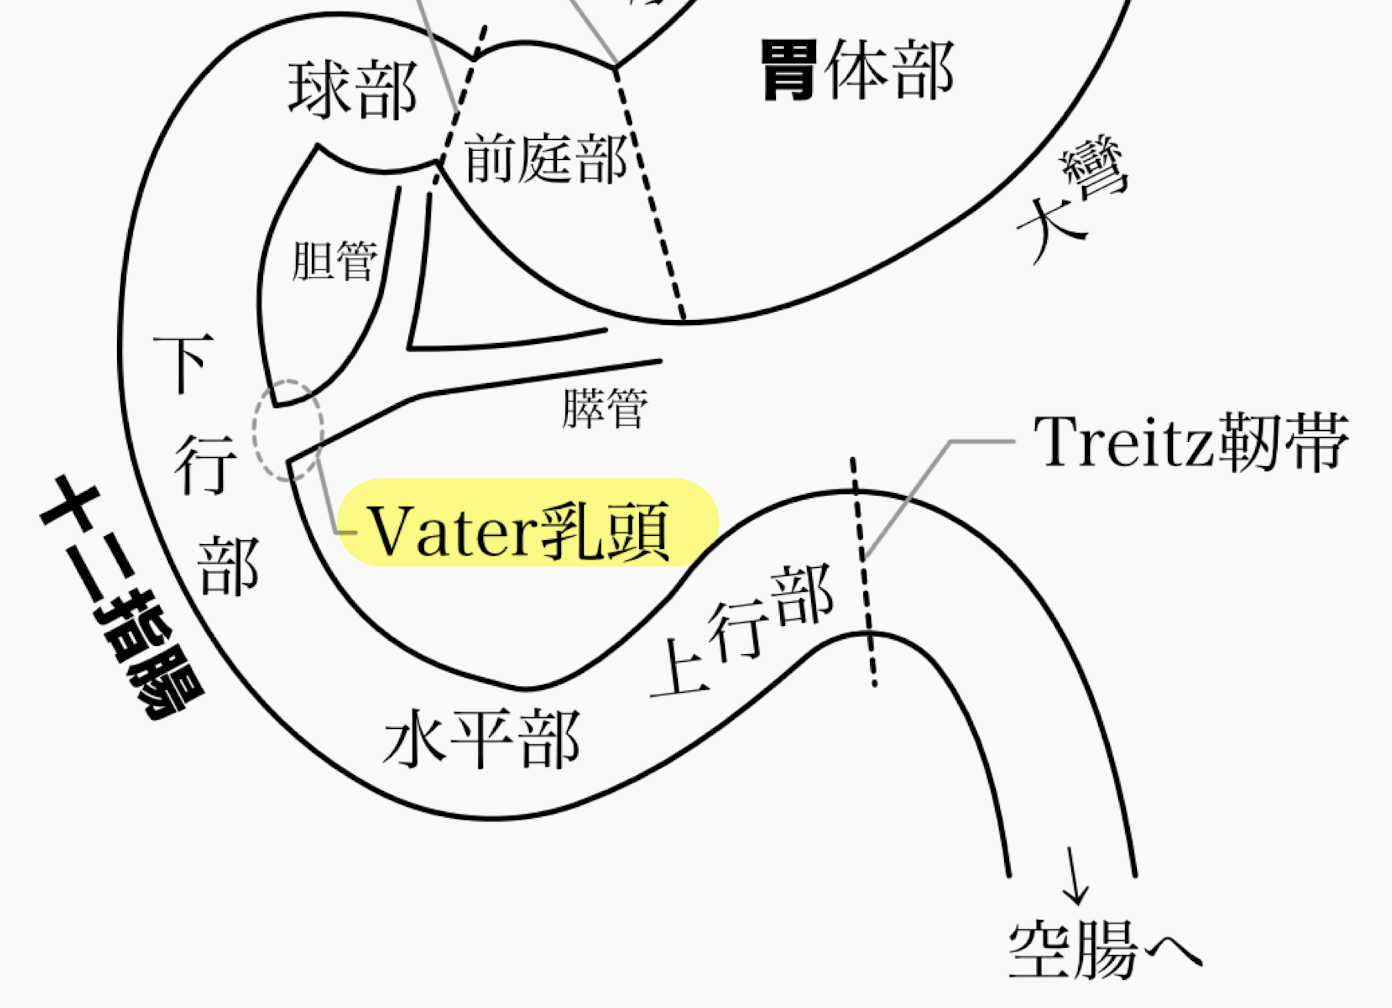 胃体部
球部
前庭部
大彎
胆管
下行部
膵管
Treitz靭帯
十二指腸
Vater乳頭
上行部
水平部
↓
空腸へ